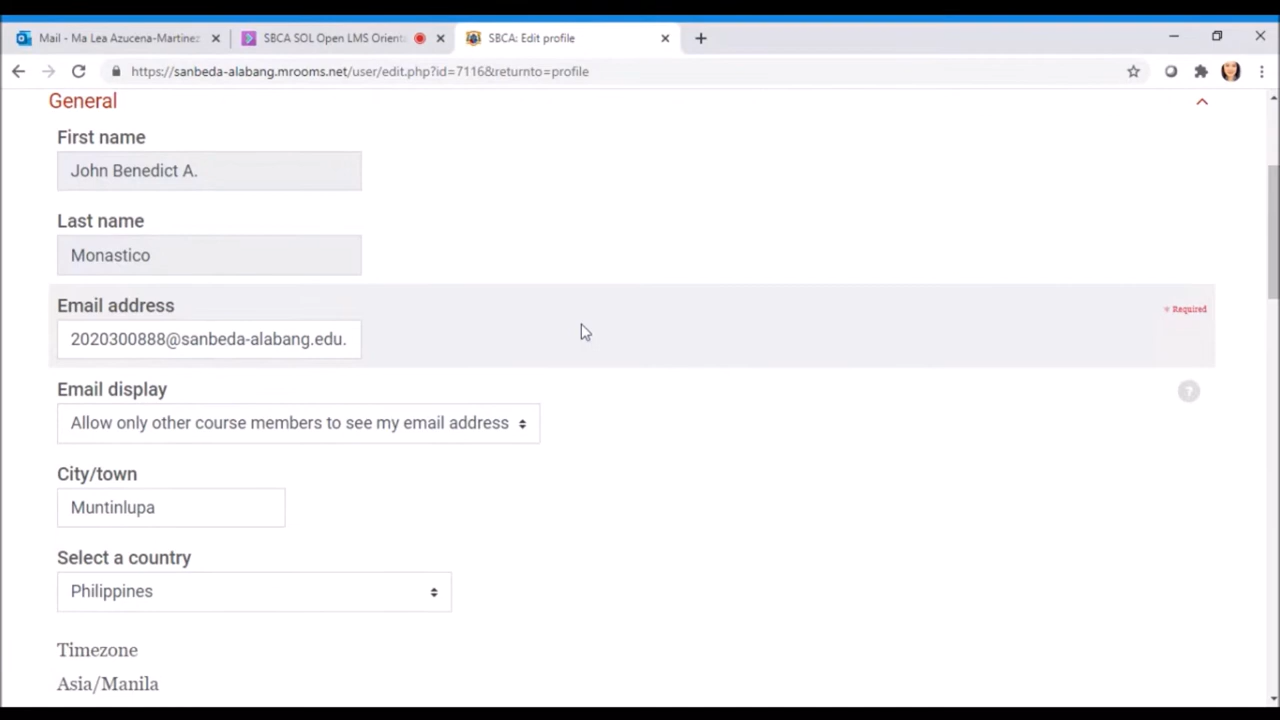 Mail - Ma Lea Azucena-Martinez
SBCA SOL Open LMS Orient
SBCA: Edit profile
https://sanbeda-alabang.mrooms.net/user/edit.php?id=7116&returnto=profile
General
First name
John Benedict A.
Last name
Monastico
Email address
Required
2020300888@sanbeda-alabang.edu.
Email display
?
Allow only other course members to see my email address
City/town
Muntinlupa
Select a country
Philippines
Timezone
Asia/Manila